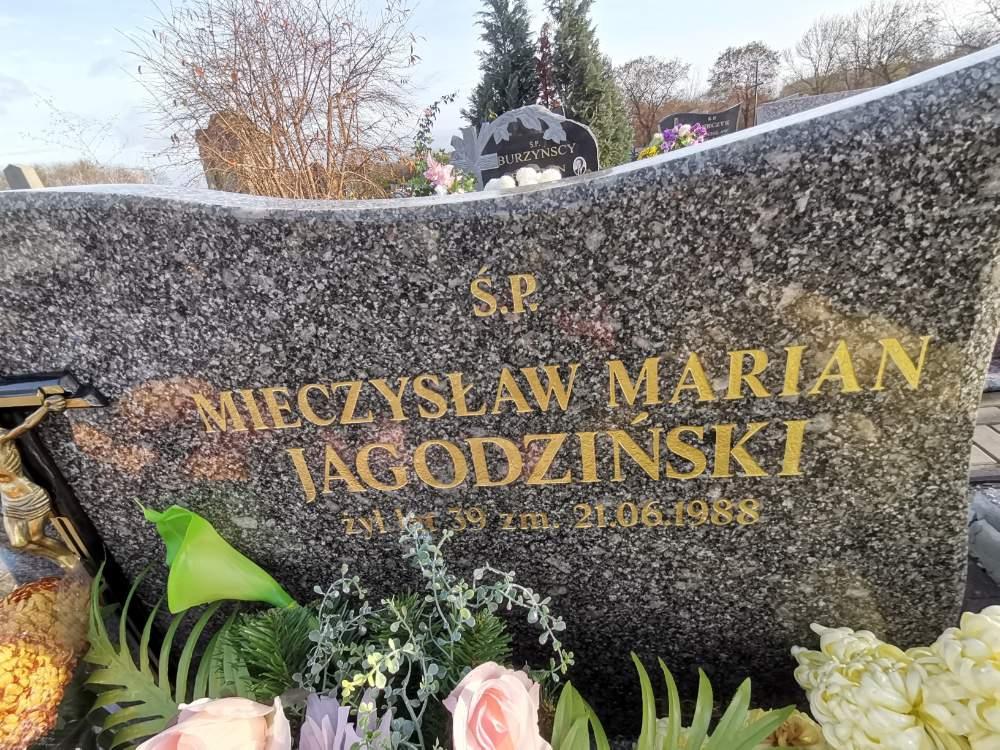 Ś.P.
BURZYŃSCY
Ś.P.
MIECZYSŁAW MARIAN
JAGODZIŃSKI
żył lat 39 zm. 21.06.1988